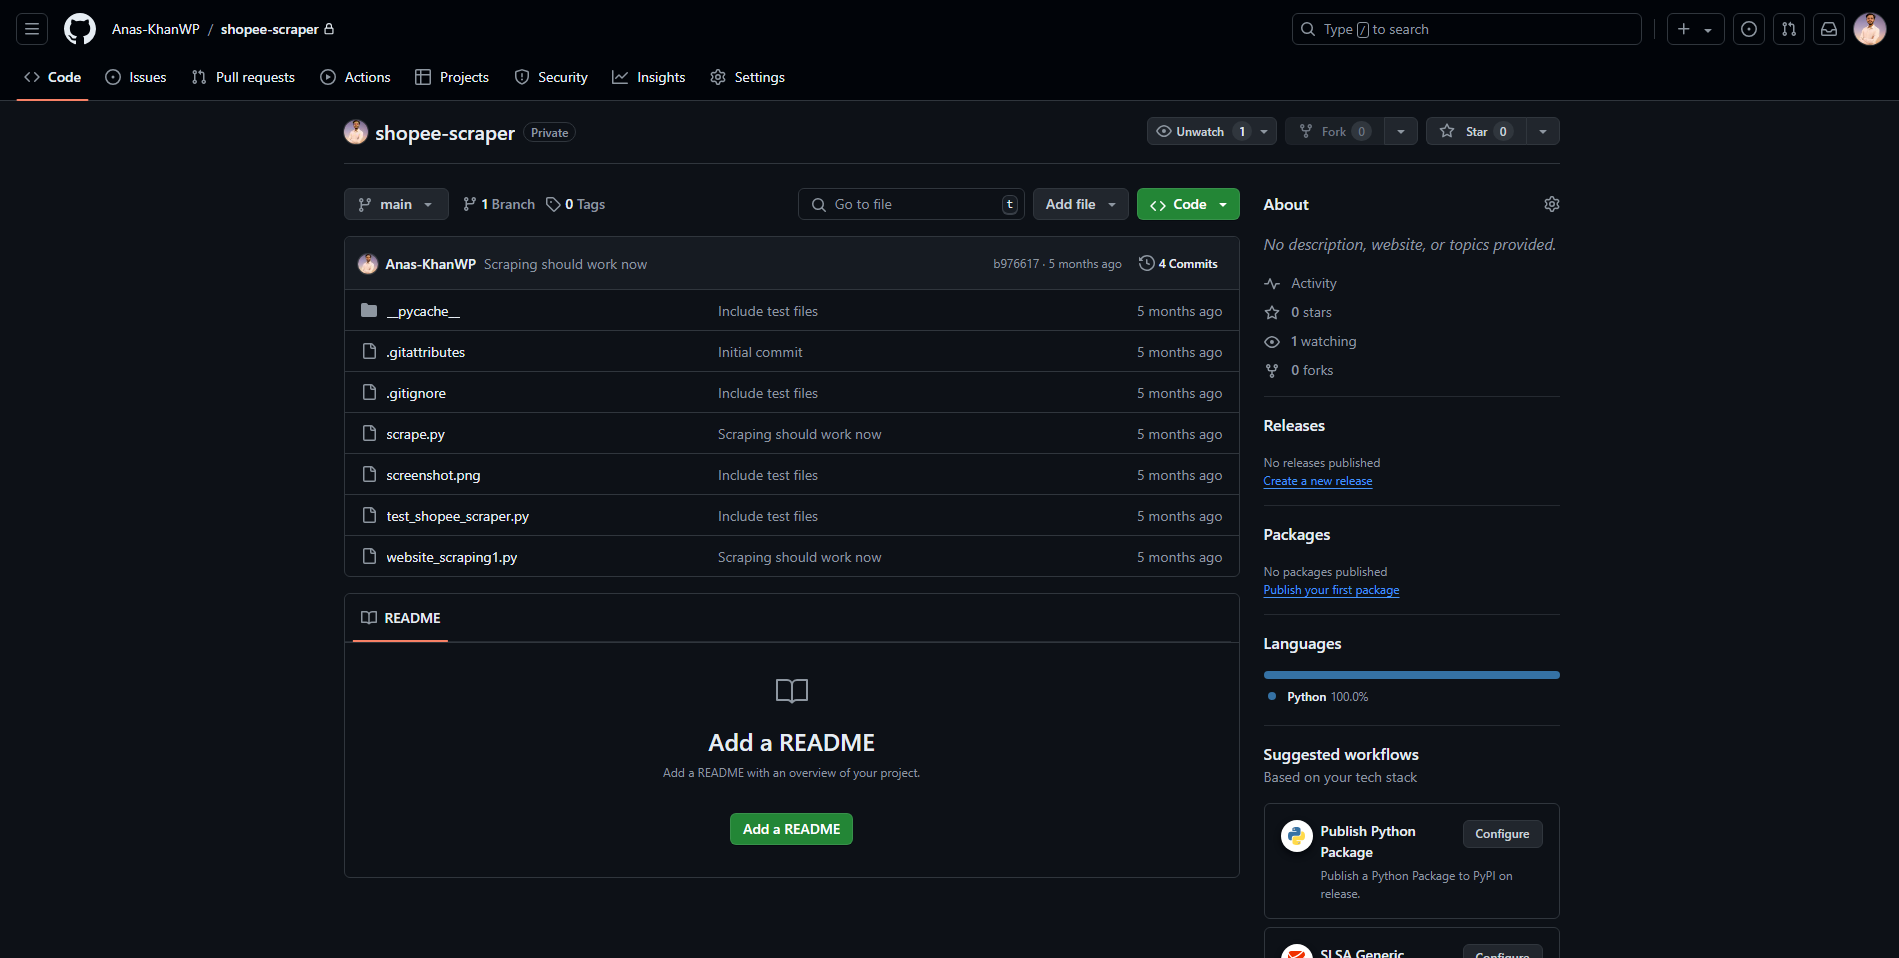 Anas-KhanWP / shopee-scraper
Type / to search
Code Issues Pull requests Actions Projects Security Insights Settings
shopee-scraper Private
Unwatch 1 Fork 0 Star 0
main 1 Branch 0 Tags
Go to file t
Add file
Code
Anas-KhanWP Scraping should work now b976617 · 5 months ago 4 Commits
__pycache__ Include test files 5 months ago
.gitattributes Initial commit 5 months ago
.gitignore Include test files 5 months ago
scrape.py Scraping should work now 5 months ago
screenshot.png Include test files 5 months ago
test_shopee_scraper.py Include test files 5 months ago
website_scraping1.py Scraping should work now 5 months ago
README
Add a README
Add a README with an overview of your project.
Add a README
About
No description, website, or topics provided.
Activity
0 stars
1 watching
0 forks
Releases
No releases published
Create a new release
Packages
No packages published
Publish your first package
Languages
Python 100.0%
Suggested workflows
Based on your tech stack
Publish Python
Package
Configure
Publish a Python Package to PyPI on
release.
SLSA Generic
Configure